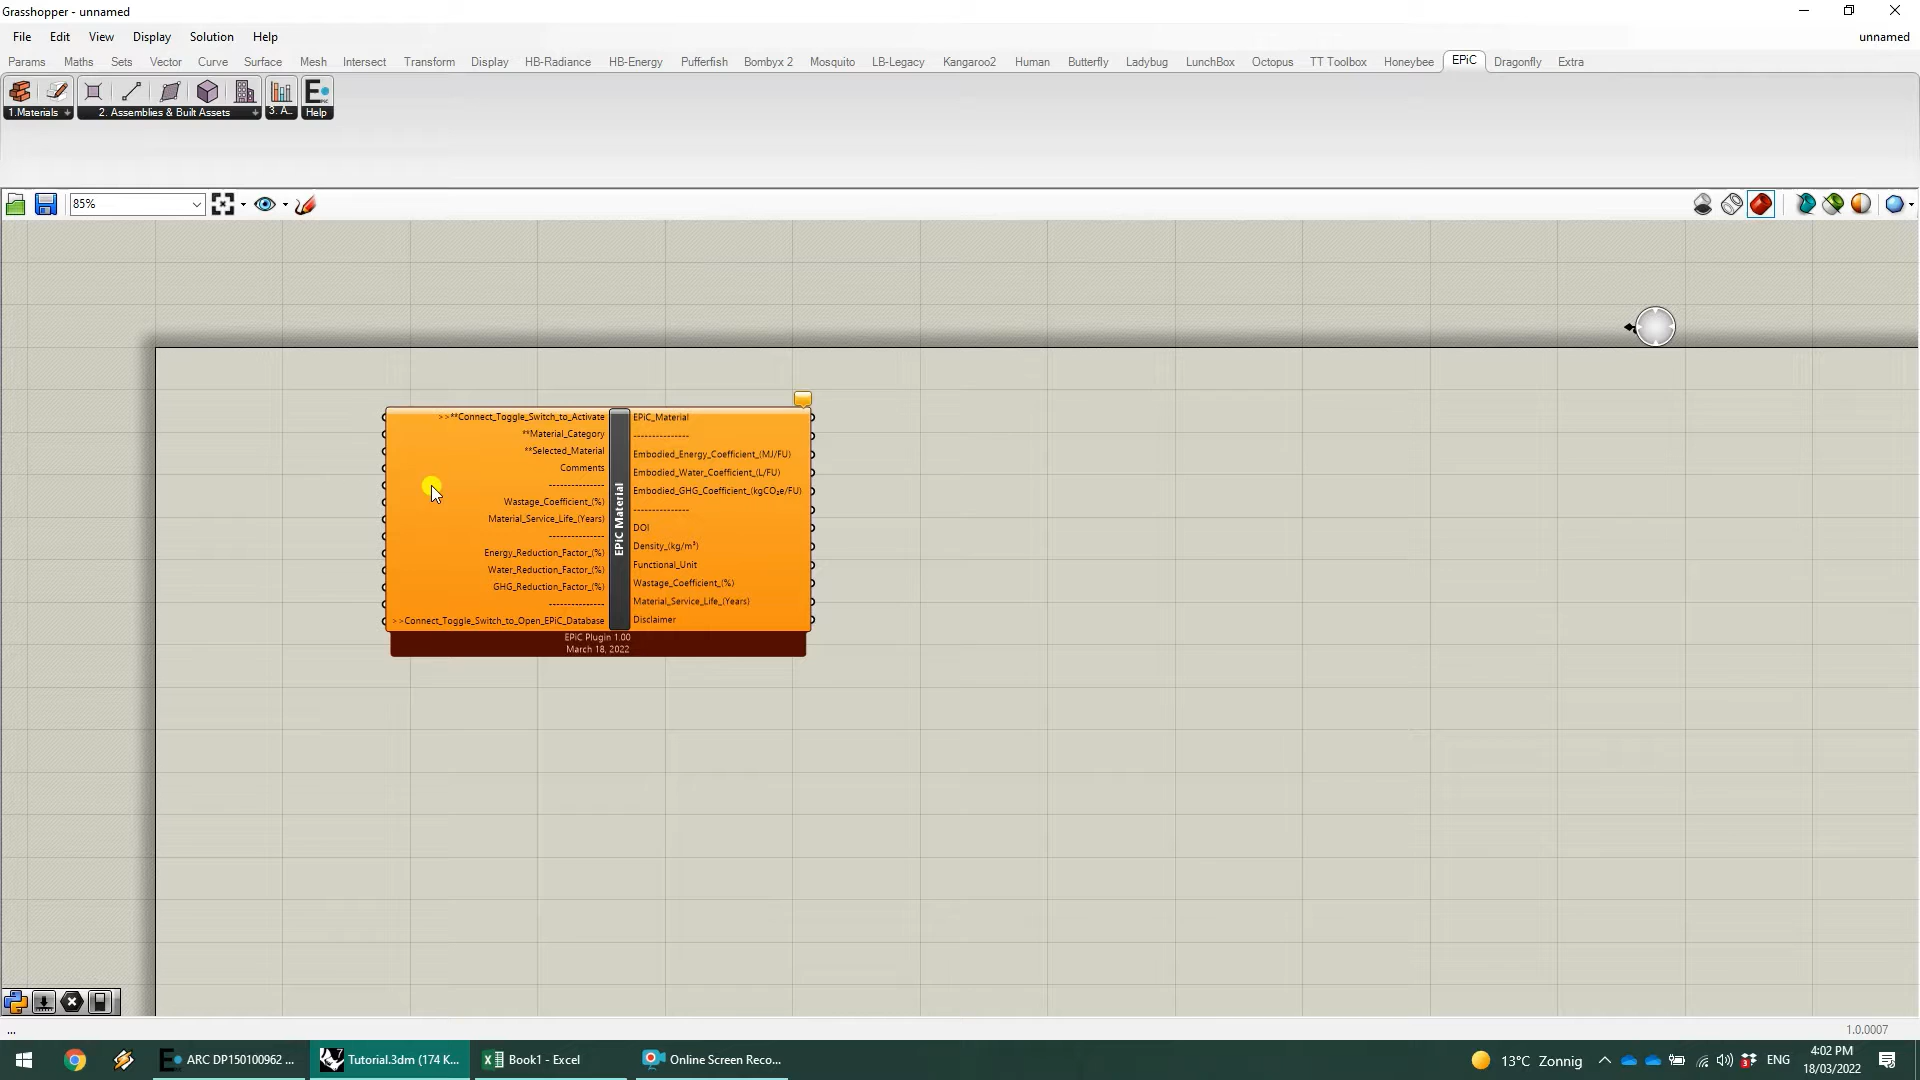 Grasshopper - unnamed
File Edit View Display Solution Help unnamed
Params Maths Sets Vector Curve Surface Mesh Intersect Transform Display HB-Radiance HB-Energy Pufferfish Bombyx 2 Mosquito LB-Legacy Kangaroo2 Human Butterfly Ladybug LunchBox Octopus TT Toolbox Honeybee EPiC Dragonfly Extra
1.Materials 2. Assemblies & Built Assets 3. A... Help
85%
>>**Connect_Toggle_Switch_to_Activate
**Material_Category
**Selected_Material
Comments
---------------
Wastage_Coefficient_(%)
Material_Service_Life_(Years)
---------------
Energy_Reduction_Factor_(%)
Water_Reduction_Factor_(%)
GHG_Reduction_Factor_(%)
---------------
>>Connect_Toggle_Switch_to_Open_EPiC_Database
EPiC Material
EPiC_Material
---------------
Embodied_Energy_Coefficient_(MJ/FU)
Embodied_Water_Coefficient_(L/FU)
Embodied_GHG_Coefficient_(kgCO₂e/FU)
---------------
DOI
Density_(kg/m³)
Functional_Unit
Wastage_Coefficient_(%)
Material_Service_Life_(Years)
Disclaimer
EPiC Plugin 1.00
March 18, 2022
... 1.0.0007
ARC DP150100962 ... Tutorial.3dm (174 K... Book1 - Excel Online Screen Reco... 13°C Zonnig ENG 4:02 PM
18/03/2022